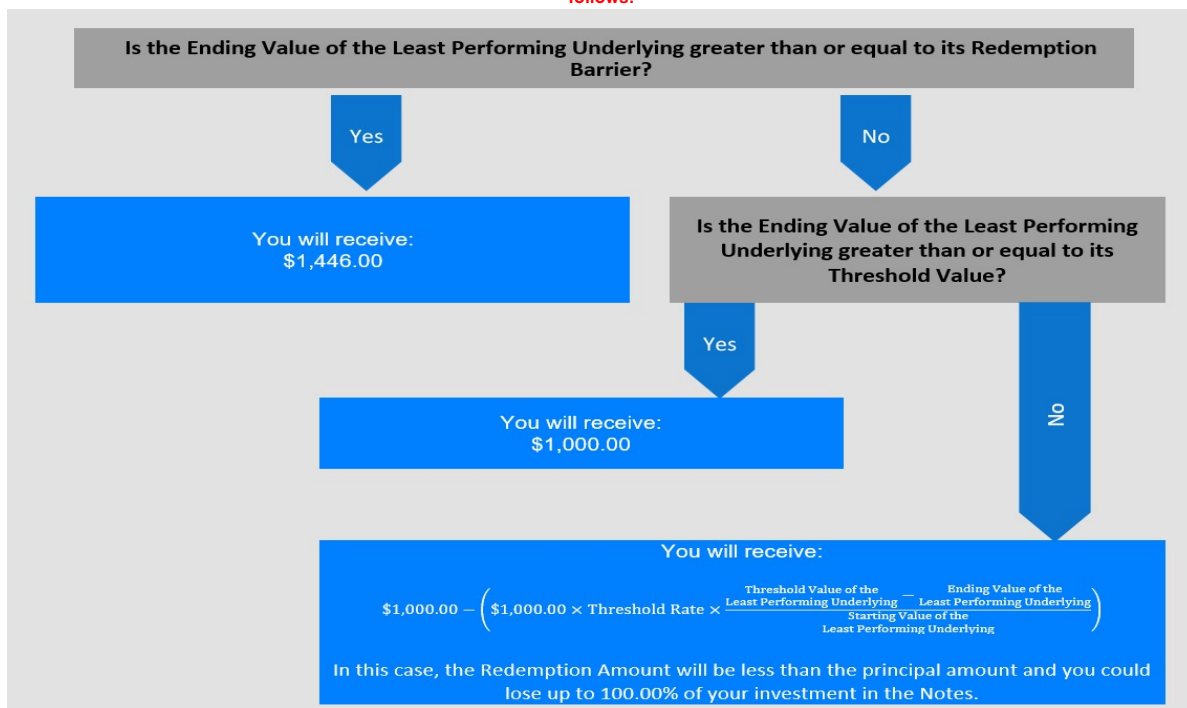 follows:
Is the Ending Value of the Least Performing Underlying greater than or equal to its Redemption
Barrier?
Yes
No
You will receive:
$1,446.00
Is the Ending Value of the Least Performing
Underlying greater than or equal to its
Threshold Value?
Yes
No
You will receive:
$1,000.00
You will receive:
$1,000.00 − ($1,000.00 × Threshold Rate × (Threshold Value of the Least Performing Underlying − Ending Value of the Least Performing Underlying) / Starting Value of the Least Performing Underlying)
In this case, the Redemption Amount will be less than the principal amount and you could
lose up to 100.00% of your investment in the Notes.